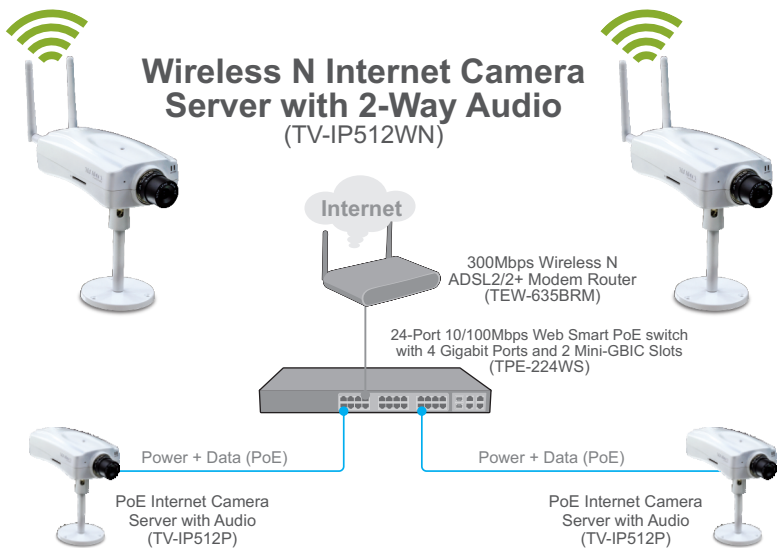 Wireless N Internet Camera
Server with 2-Way Audio
(TV-IP512WN)
Internet
300Mbps Wireless N
ADSL2/2+ Modem Router
(TEW-635BRM)
24-Port 10/100Mbps Web Smart PoE switch
with 4 Gigabit Ports and 2 Mini-GBIC Slots
(TPE-224WS)
Power + Data (PoE)
Power + Data (PoE)
PoE Internet Camera
Server with Audio
(TV-IP512P)
PoE Internet Camera
Server with Audio
(TV-IP512P)